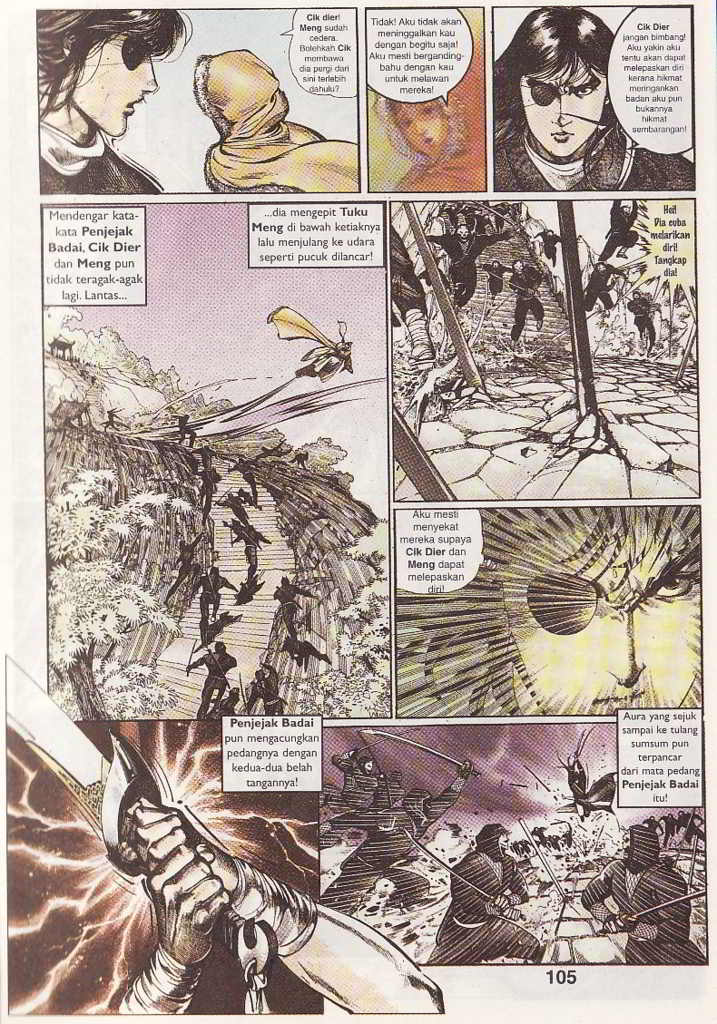 Cik dier!
Meng sudah
cedera.
Bolehkah Cik
membawa
dia pergi dari
sini terlebih
dahulu?
Tidak! Aku tidak akan
meninggalkan kau
dengan begitu saja!
Aku mesti berganding-
bahu dengan kau
untuk melawan
mereka!
Cik Dier
jangan bimbang!
Aku yakin aku
tentu akan dapat
melepaskan diri
kerana hikmat
meringankan
badan aku pun
bukannya
hikmat
sembarangan!
Mendengar kata-
kata Penjejak
Badai, Cik Dier
dan Meng pun
tidak teragak-agak
lagi. Lantas...
...dia mengepit Tuku
Meng di bawah ketiaknya
lalu menjulang ke udara
seperti pucuk dilancar!
Hei!
Dia cuba
melarikan
diri!
Tangkap
dia!
Aku mesti
menyekat
mereka supaya
Cik Dier dan
Meng dapat
melepaskan
diri!
Penjejak Badai
pun mengacungkan
pedangnya dengan
kedua-dua belah
tangannya!
Aura yang sejuk
sampai ke tulang
sumsum pun
terpancar
dari mata pedang
Penjejak Badai
itu!
105